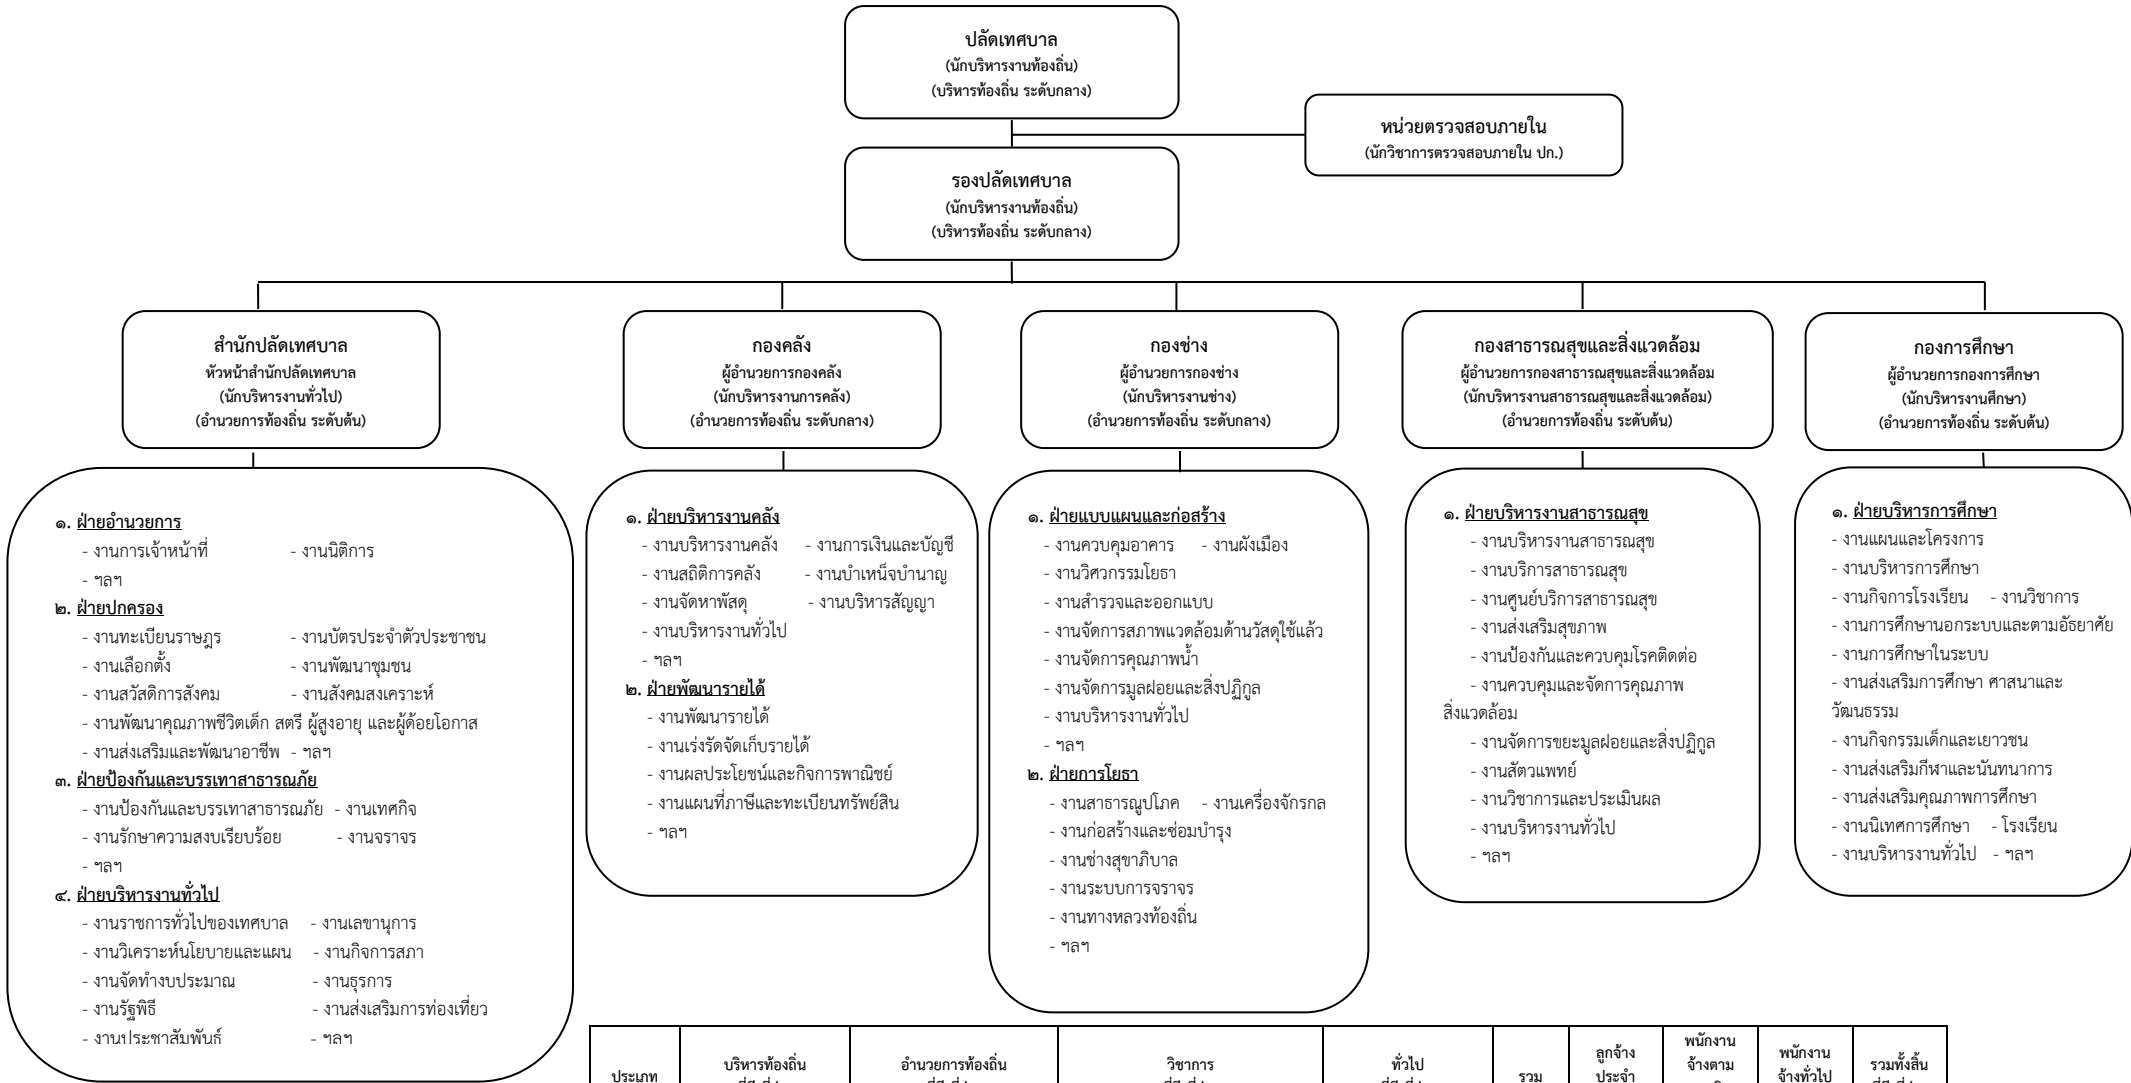 ปลัดเทศบาล
(นักบริหารงานท้องถิ่น)
(บริหารท้องถิ่น ระดับกลาง)
หน่วยตรวจสอบภายใน
(นักวิชาการตรวจสอบภายใน ปก.)
รองปลัดเทศบาล
(นักบริหารงานท้องถิ่น)
(บริหารท้องถิ่น ระดับกลาง)
สำนักปลัดเทศบาล
หัวหน้าสำนักปลัดเทศบาล
(นักบริหารงานทั่วไป)
(อำนวยการท้องถิ่น ระดับต้น)
๑. ฝ่ายอำนวยการ
- งานการเจ้าหน้าที่ - งานนิติการ
- ฯลฯ
๒. ฝ่ายปกครอง
- งานทะเบียนราษฎร - งานบัตรประจำตัวประชาชน
- งานเลือกตั้ง - งานพัฒนาชุมชน
- งานสวัสดิการสังคม - งานสังคมสงเคราะห์
- งานพัฒนาคุณภาพชีวิตเด็ก สตรี ผู้สูงอายุ และผู้ด้อยโอกาส
- งานส่งเสริมและพัฒนาอาชีพ - ฯลฯ
๓. ฝ่ายป้องกันและบรรเทาสาธารณภัย
- งานป้องกันและบรรเทาสาธารณภัย - งานเทศกิจ
- งานรักษาความสงบเรียบร้อย - งานจราจร
- ฯลฯ
๔. ฝ่ายบริหารงานทั่วไป
- งานราชการทั่วไปของเทศบาล - งานเลขานุการ
- งานวิเคราะห์นโยบายและแผน - งานกิจการสภา
- งานจัดทำงบประมาณ - งานธุรการ
- งานรัฐพิธี - งานส่งเสริมการท่องเที่ยว
- งานประชาสัมพันธ์ - ฯลฯ
กองคลัง
ผู้อำนวยการกองคลัง
(นักบริหารงานการคลัง)
(อำนวยการท้องถิ่น ระดับกลาง)
๑. ฝ่ายบริหารงานคลัง
- งานบริหารงานคลัง - งานการเงินและบัญชี
- งานสถิติการคลัง - งานบำเหน็จบำนาญ
- งานจัดหาพัสดุ - งานบริหารสัญญา
- งานบริหารงานทั่วไป
- ฯลฯ
๒. ฝ่ายพัฒนารายได้
- งานพัฒนารายได้
- งานเร่งรัดจัดเก็บรายได้
- งานผลประโยชน์และกิจการพาณิชย์
- งานแผนที่ภาษีและทะเบียนทรัพย์สิน
- ฯลฯ
กองช่าง
ผู้อำนวยการกองช่าง
(นักบริหารงานช่าง)
(อำนวยการท้องถิ่น ระดับกลาง)
๑. ฝ่ายแบบแผนและก่อสร้าง
- งานควบคุมอาคาร - งานผังเมือง
- งานวิศวกรรมโยธา
- งานสำรวจและออกแบบ
- งานจัดการสภาพแวดล้อมด้านวัสดุใช้แล้ว
- งานจัดการคุณภาพน้ำ
- งานจัดการมูลฝอยและสิ่งปฏิกูล
- งานบริหารงานทั่วไป
- ฯลฯ
๒. ฝ่ายการโยธา
- งานสาธารณูปโภค - งานเครื่องจักรกล
- งานก่อสร้างและซ่อมบำรุง
- งานช่างสุขาภิบาล
- งานระบบการจราจร
- งานทางหลวงท้องถิ่น
- ฯลฯ
กองสาธารณสุขและสิ่งแวดล้อม
ผู้อำนวยการกองสาธารณสุขและสิ่งแวดล้อม
(นักบริหารงานสาธารณสุขและสิ่งแวดล้อม)
(อำนวยการท้องถิ่น ระดับต้น)
๑. ฝ่ายบริหารงานสาธารณสุข
- งานบริหารงานสาธารณสุข
- งานบริการสาธารณสุข
- งานศูนย์บริการสาธารณสุข
- งานส่งเสริมสุขภาพ
- งานป้องกันและควบคุมโรคติดต่อ
- งานควบคุมและจัดการคุณภาพ
สิ่งแวดล้อม
- งานจัดการขยะมูลฝอยและสิ่งปฏิกูล
- งานสัตวแพทย์
- งานวิชาการและประเมินผล
- งานบริหารงานทั่วไป
- ฯลฯ
กองการศึกษา
ผู้อำนวยการกองการศึกษา
(นักบริหารงานศึกษา)
(อำนวยการท้องถิ่น ระดับต้น)
๑. ฝ่ายบริหารการศึกษา
- งานแผนและโครงการ
- งานบริหารการศึกษา
- งานกิจการโรงเรียน - งานวิชาการ
- งานการศึกษานอกระบบและตามอัธยาศัย
- งานการศึกษาในระบบ
- งานส่งเสริมการศึกษา ศาสนาและ
วัฒนธรรม
- งานกิจกรรมเด็กและเยาวชน
- งานส่งเสริมกีฬาและนันทนาการ
- งานส่งเสริมคุณภาพการศึกษา
- งานนิเทศการศึกษา - โรงเรียน
- งานบริหารงานทั่วไป - ฯลฯ
ประเภท
บริหารท้องถิ่น
อำนวยการท้องถิ่น
วิชาการ
ทั่วไป
รวม
ลูกจ้าง
ประจำ
พนักงาน
จ้างตาม
พนักงาน
จ้างทั่วไป
รวมทั้งสิ้น